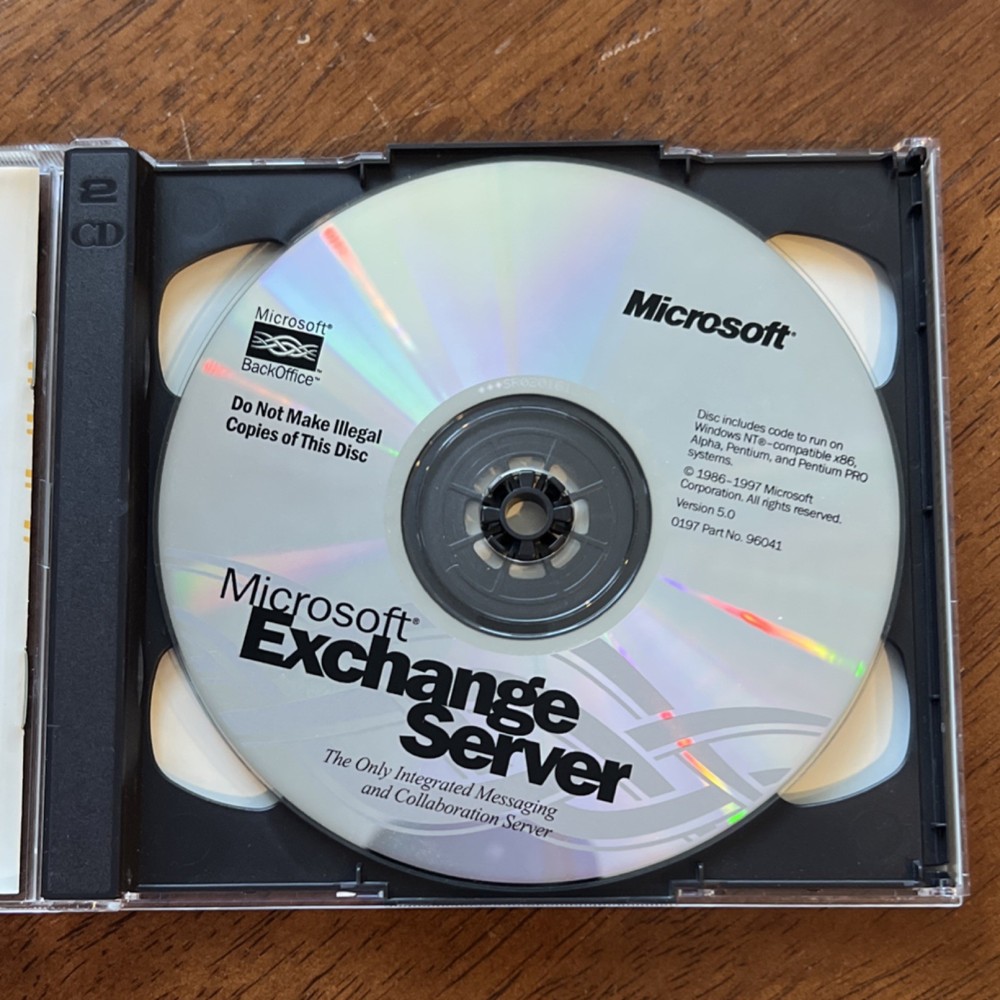 2
CD
Microsoft®
BackOffice™
Do Not Make Illegal
Copies of This Disc
Microsoft®
Disc includes code to run on
Windows NT®-compatible x86,
Alpha, Pentium, and Pentium PRO
systems.
© 1986-1997 Microsoft
Corporation. All rights reserved.
Version 5.0
0197 Part No. 96041
Microsoft®
Exchange
Server
The Only Integrated Messaging
and Collaboration Server